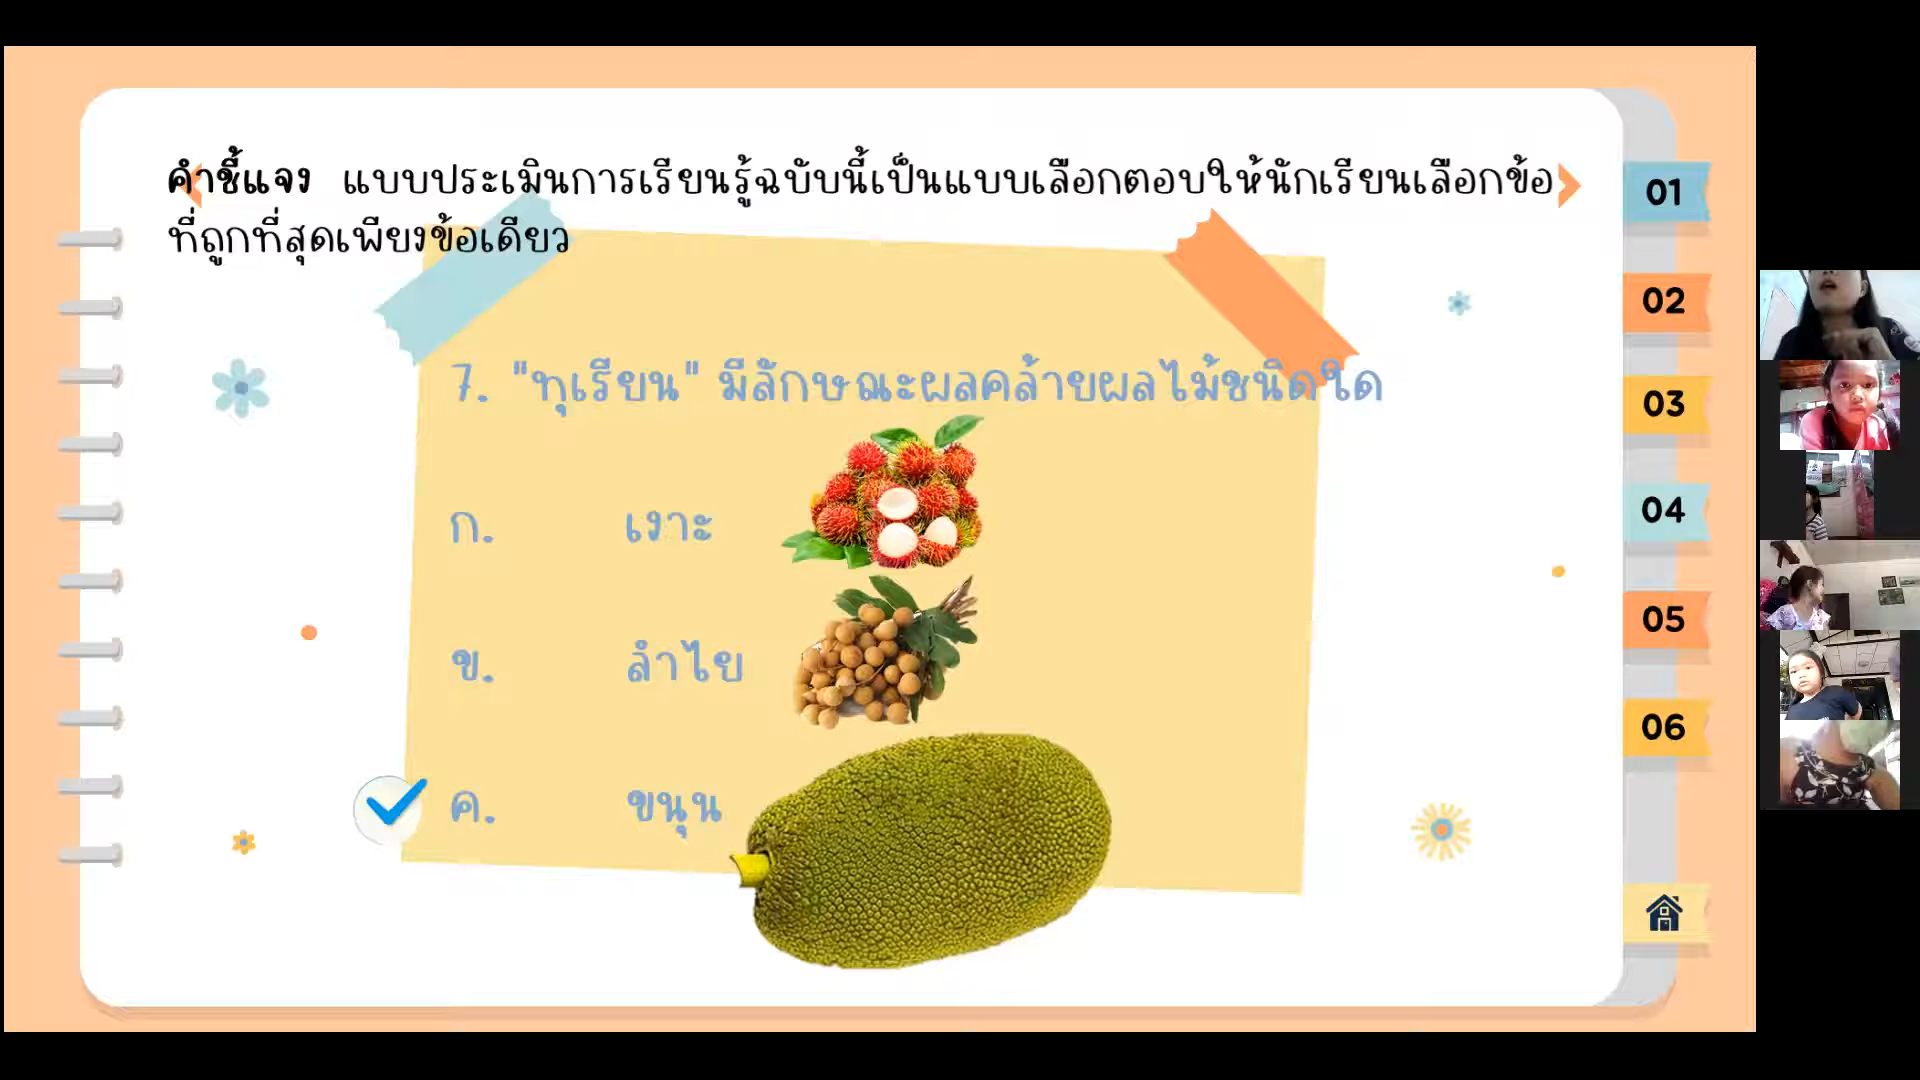 คำชี้แจง แบบประเมินการเรียนรู้ฉบับนี้เป็นแบบเลือกตอบให้นักเรียนเลือกข้อ
ที่ถูกที่สุดเพียงข้อเดียว
7. "ทุเรียน" มีลักษณะผลคล้ายผลไม้ชนิดใด
ก. เงาะ
ข. ลำไย
ค. ขนุน
01
02
03
04
05
06